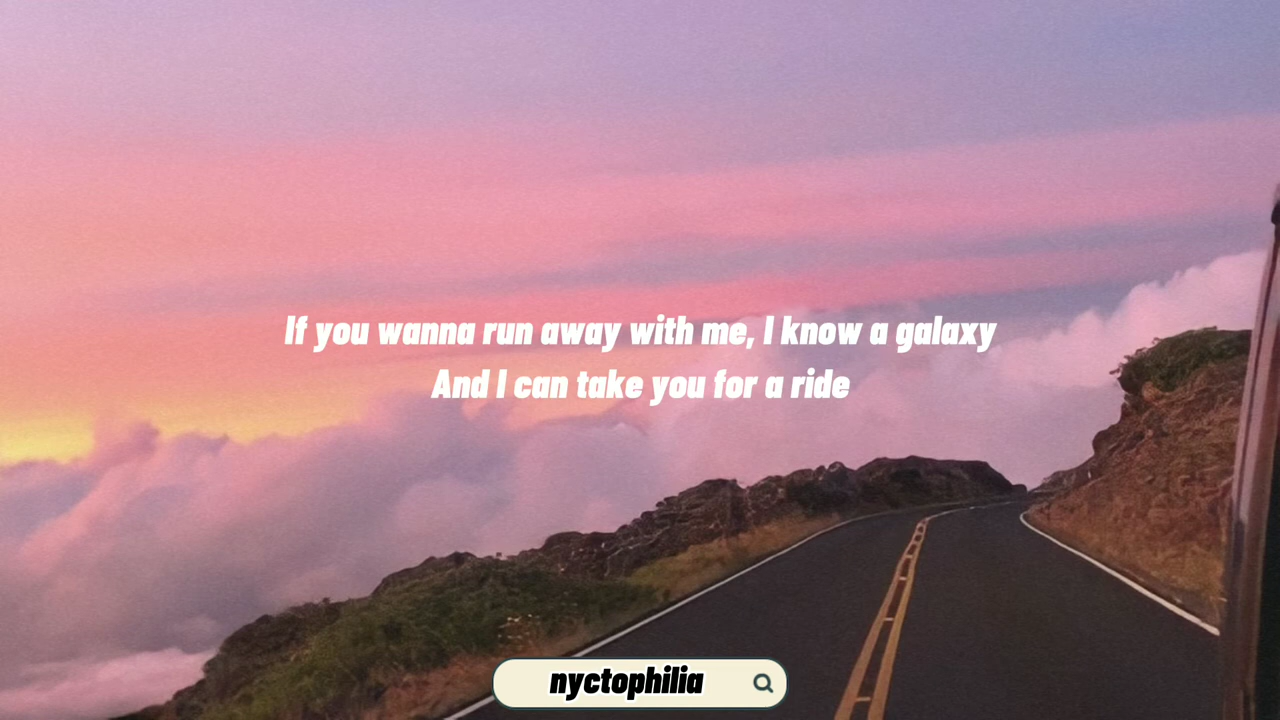 If you wanna run away with me, I know a galaxy
And I can take you for a ride
nyctophilia